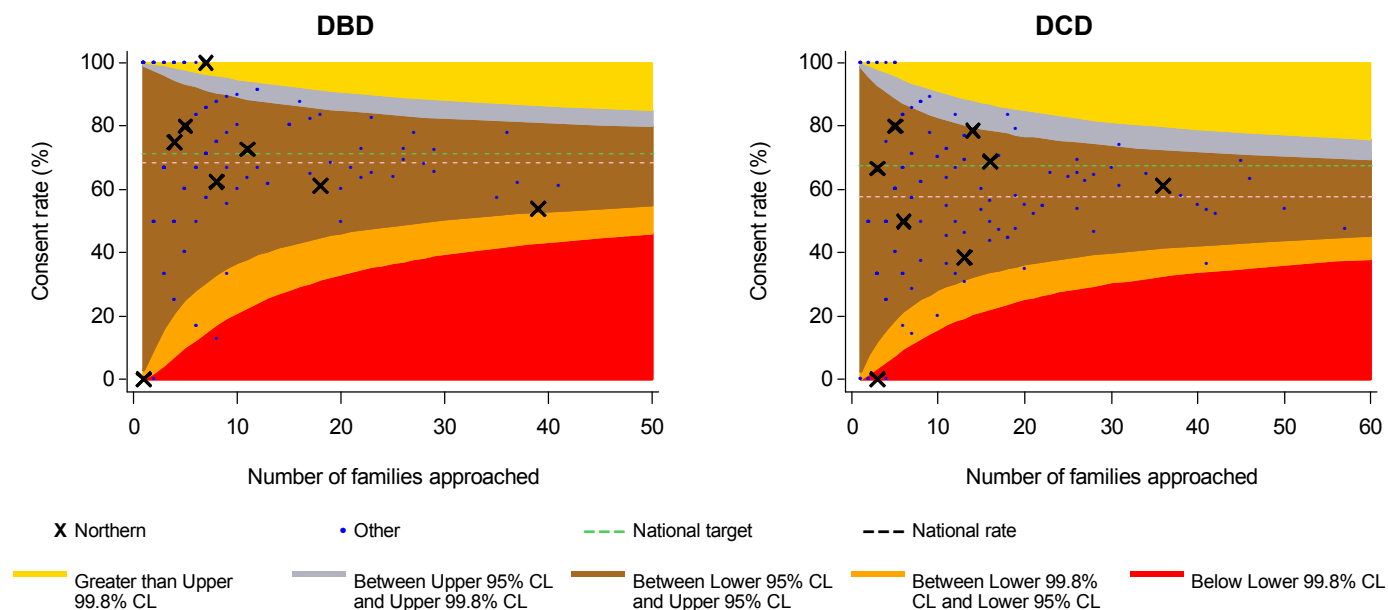 DBD
DCD
100
80
60
40
20
0
Consent rate (%)
0 10 20 30 40 50
Number of families approached
100
80
60
40
20
0
Consent rate (%)
0 10 20 30 40 50 60
Number of families approached
X Northern
Other
National target
National rate
Greater than Upper
99.8% CL
Between Upper 95% CL
and Upper 99.8% CL
Between Lower 95% CL
and Upper 95% CL
Between Lower 99.8%
CL and Lower 95% CL
Below Lower 99.8% CL